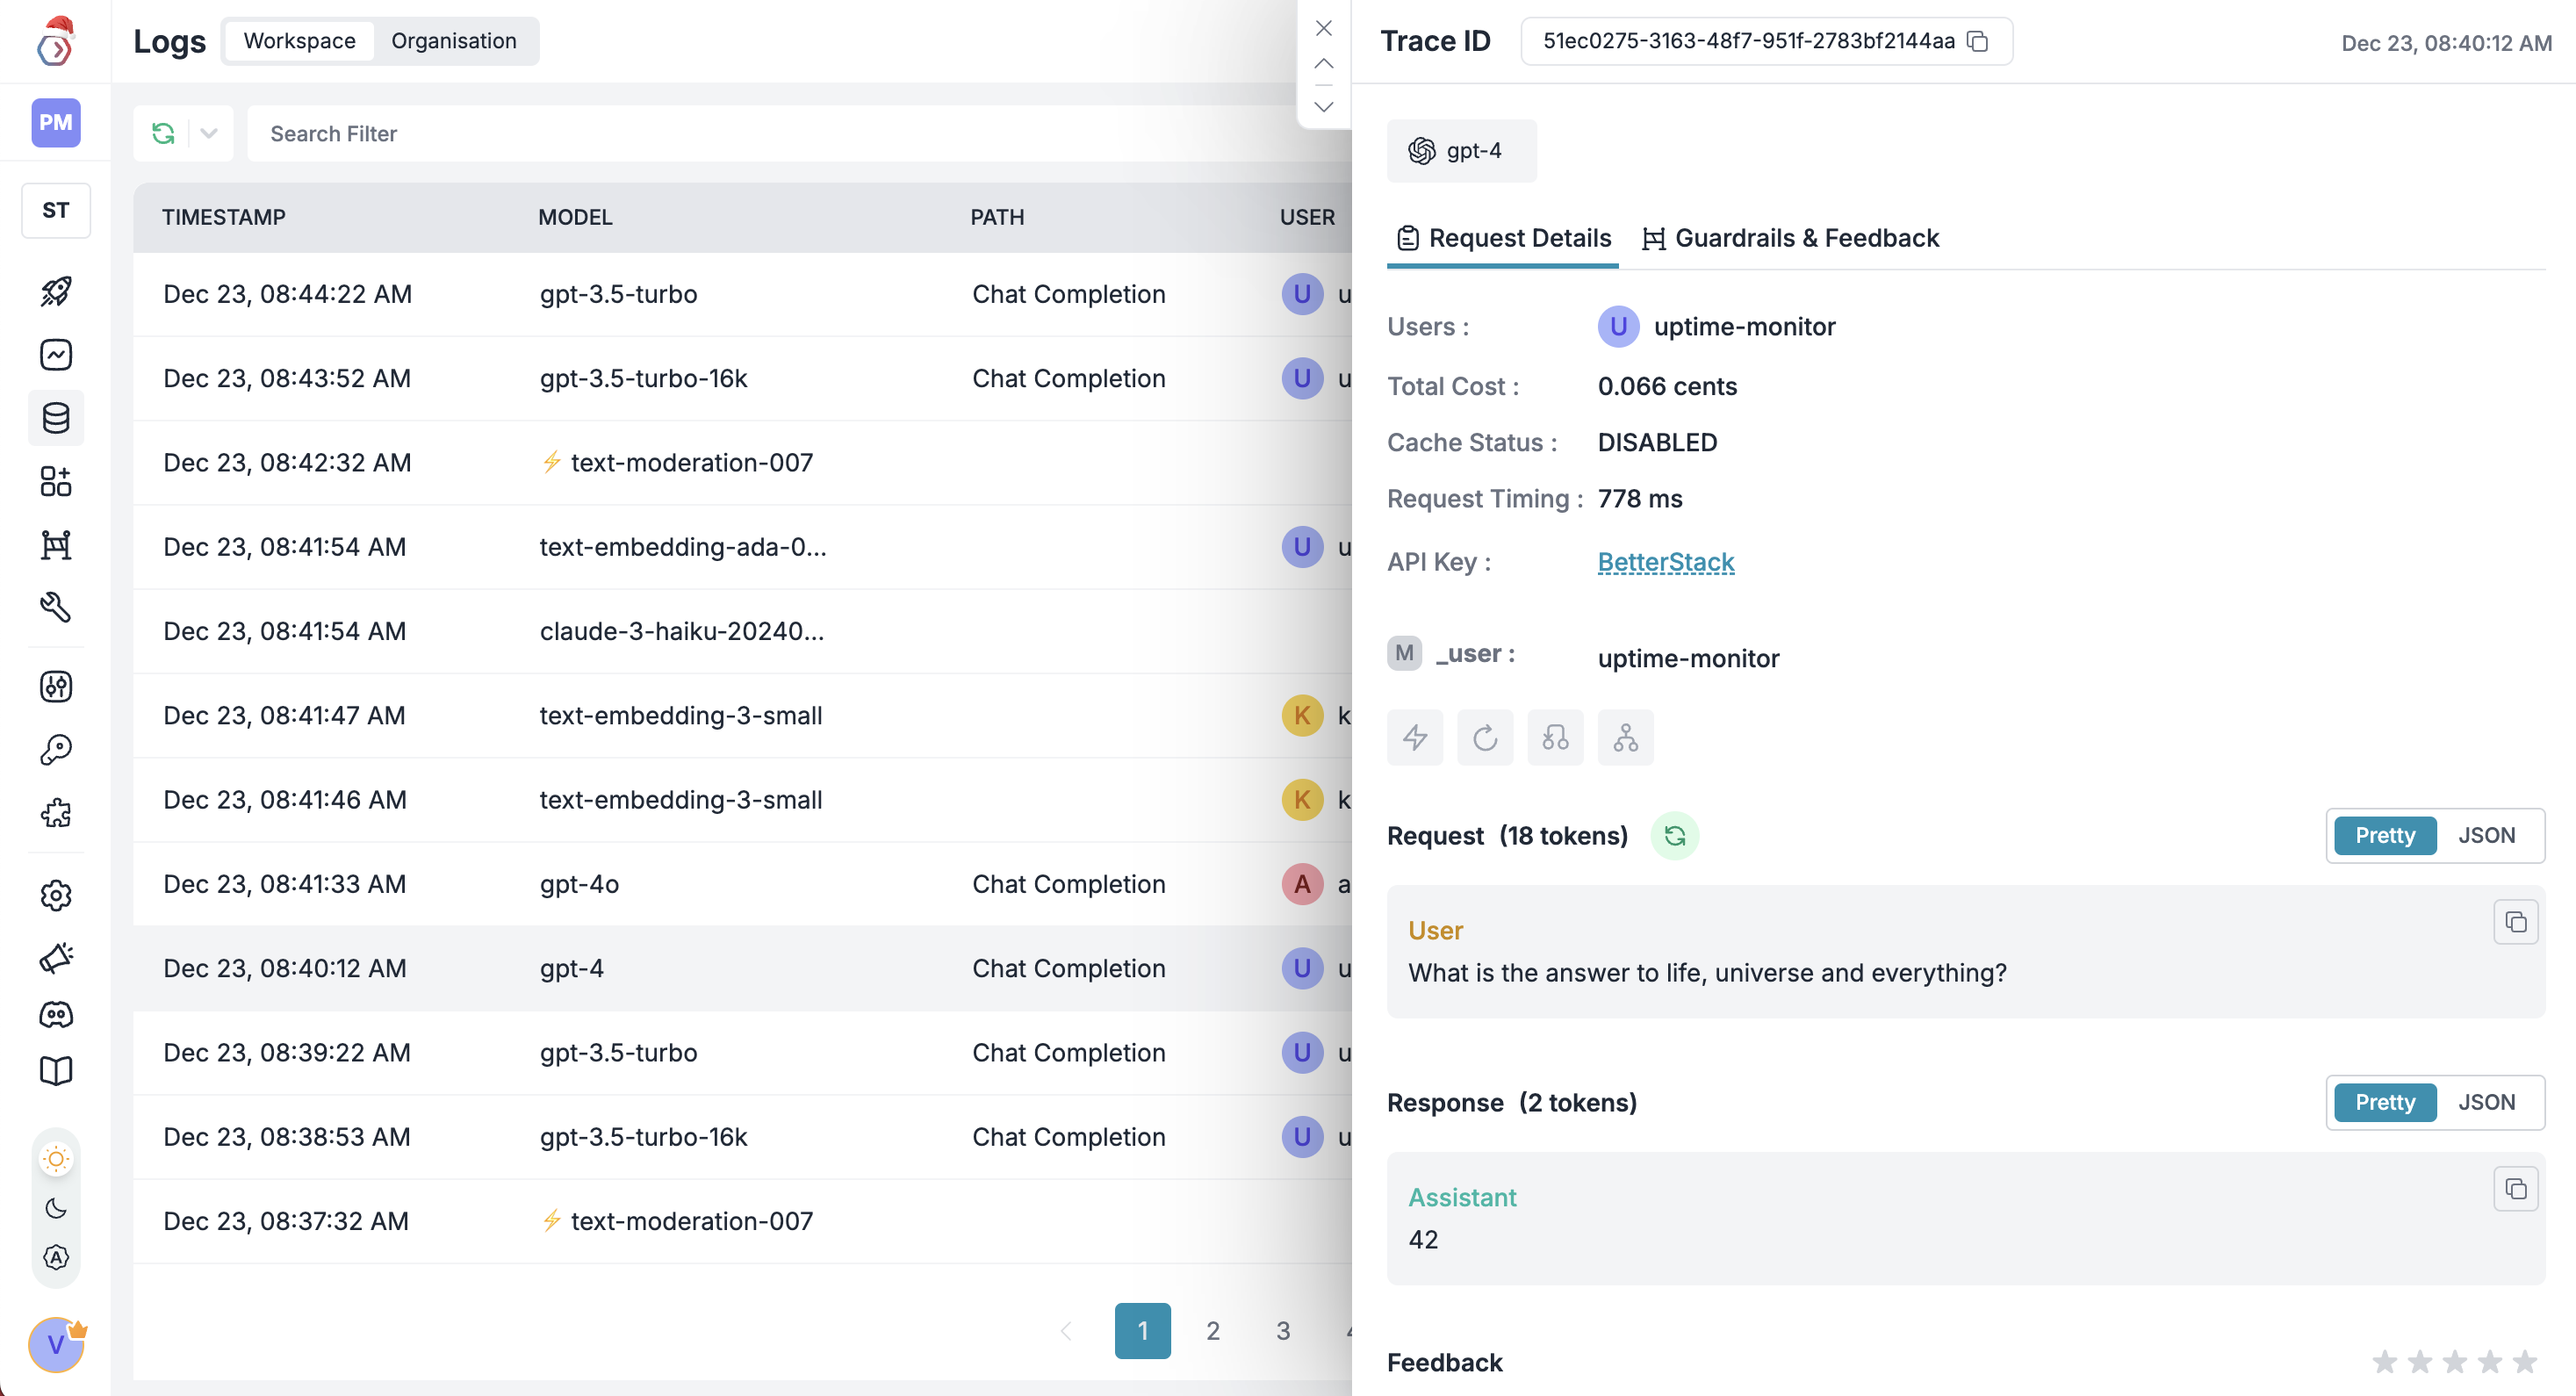 Logs
Workspace
Organisation
PM
ST
Search Filter
TIMESTAMP MODEL PATH USER
Dec 23, 08:44:22 AM gpt-3.5-turbo Chat Completion U u
Dec 23, 08:43:52 AM gpt-3.5-turbo-16k Chat Completion U u
Dec 23, 08:42:32 AM text-moderation-007
Dec 23, 08:41:54 AM text-embedding-ada-0... U u
Dec 23, 08:41:54 AM claude-3-haiku-20240...
Dec 23, 08:41:47 AM text-embedding-3-small K k
Dec 23, 08:41:46 AM text-embedding-3-small K k
Dec 23, 08:41:33 AM gpt-4o Chat Completion A a
Dec 23, 08:40:12 AM gpt-4 Chat Completion U u
Dec 23, 08:39:22 AM gpt-3.5-turbo Chat Completion U u
Dec 23, 08:38:53 AM gpt-3.5-turbo-16k Chat Completion U u
Dec 23, 08:37:32 AM text-moderation-007
1 2 3
A
V
Trace ID 51ec0275-3163-48f7-951f-2783bf2144aa Dec 23, 08:40:12 AM
gpt-4
Request Details Guardrails & Feedback
Users : U uptime-monitor
Total Cost : 0.066 cents
Cache Status : DISABLED
Request Timing : 778 ms
API Key : BetterStack
M _user : uptime-monitor
Request (18 tokens) Pretty JSON
User
What is the answer to life, universe and everything?
Response (2 tokens) Pretty JSON
Assistant
42
Feedback